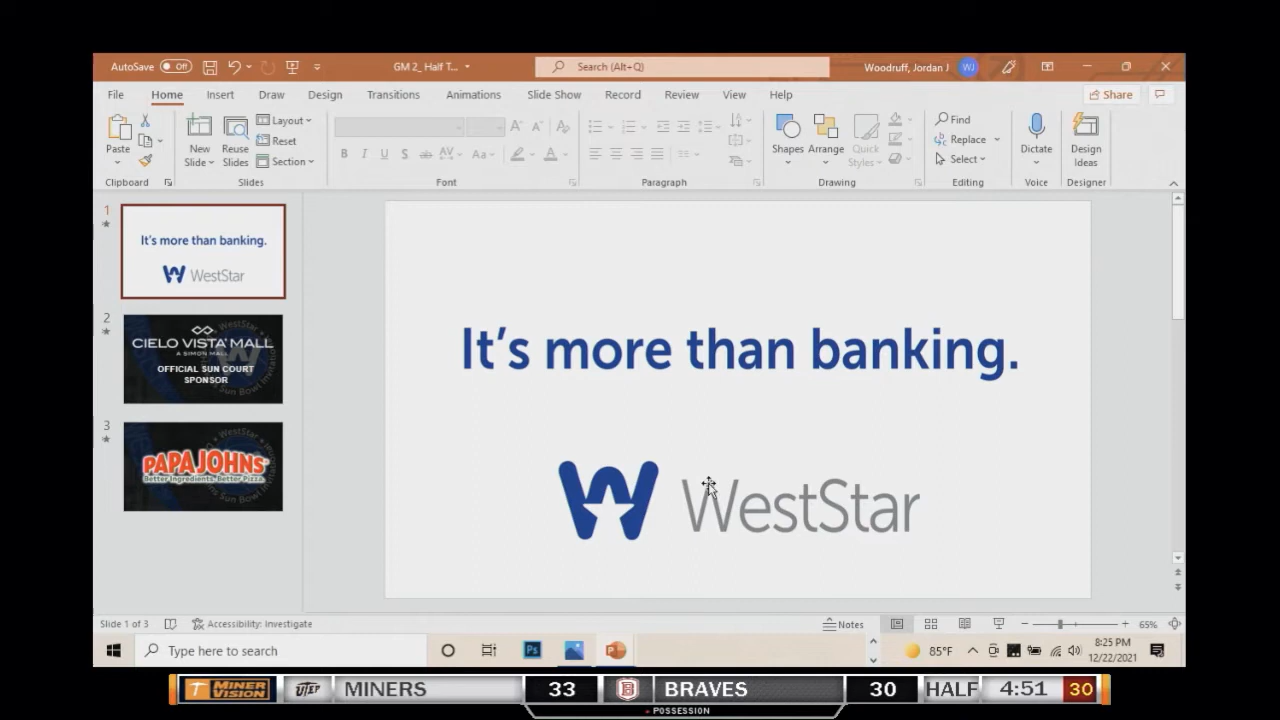 AutoSave Off
GM 2_ Half T...
Search (Alt+Q)
Woodruff, Jordan J WJ
File Home Insert Draw Design Transitions Animations Slide Show Record Review View Help Share
Paste
Clipboard
New Slide
Reuse Slides
Layout
Reset
Section
Slides
B I U S ab AV Aa A
Font
Paragraph
Shapes
Arrange
Quick Styles
Drawing
Find
Replace
Select
Editing
Dictate
Voice
Design Ideas
Designer
1
It's more than banking.
WestStar
2
CIELO VISTA MALL
A SIMON MALL
OFFICIAL SUN COURT
SPONSOR
3
PAPA JOHNS
Better Ingredients. Better Pizza.
It's more than banking.
WestStar
Slide 1 of 3 Accessibility: Investigate Notes 65%
Type here to search Ps 85°F 8:25 PM
12/22/2021
MINER VISION UTEP MINERS 33 B BRAVES 30 HALF 4:51 30
POSSESSION